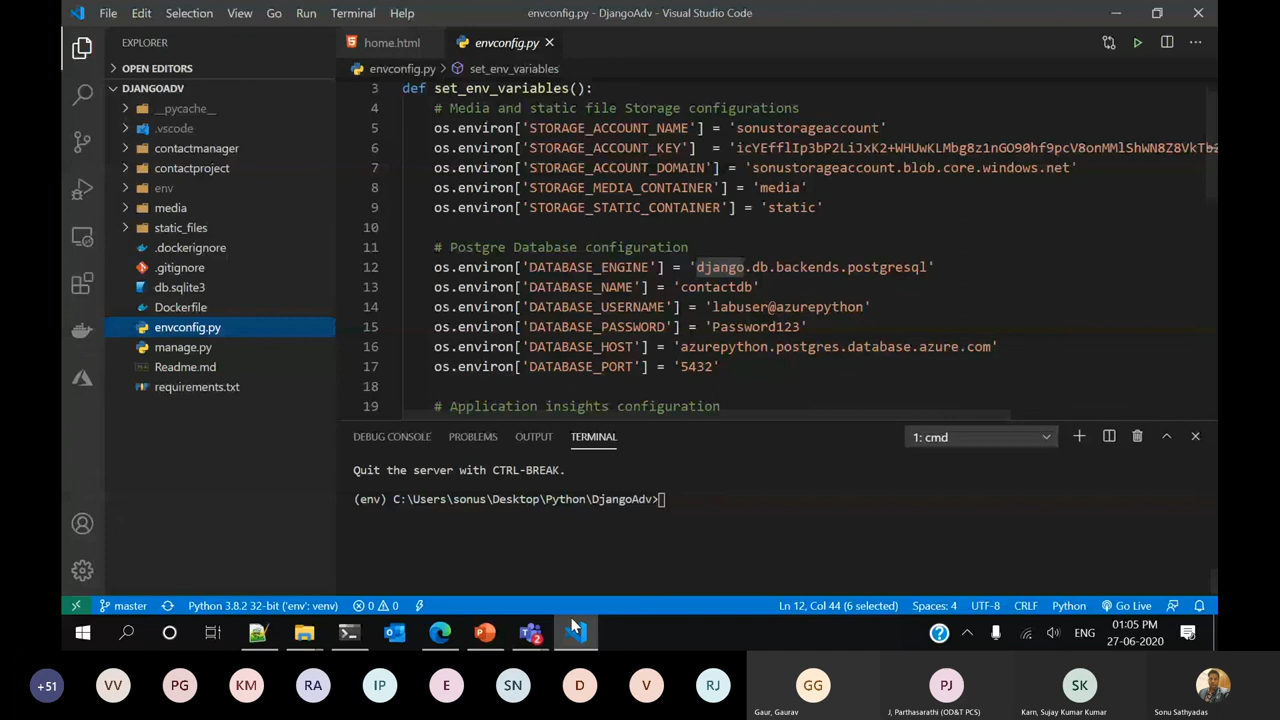 File Edit Selection View Go Run Terminal Help envconfig.py - DjangoAdv - Visual Studio Code
EXPLORER
home.html envconfig.py
OPEN EDITORS
envconfig.py > set_env_variables
DJANGOADV
__pycache__
.vscode
contactmanager
contactproject
env
media
static_files
.dockerignore
.gitignore
db.sqlite3
Dockerfile
envconfig.py
manage.py
Readme.md
requirements.txt
3 def set_env_variables():
4 # Media and static file Storage configurations
5 os.environ['STORAGE_ACCOUNT_NAME'] = 'sonustorageaccount'
6 os.environ['STORAGE_ACCOUNT_KEY'] =
7 os.environ['STORAGE_ACCOUNT_DOMAIN'] = 'sonustorageaccount.blob.core.windows.net'
8 os.environ['STORAGE_MEDIA_CONTAINER'] = 'media'
9 os.environ['STORAGE_STATIC_CONTAINER'] = 'static'
10
11 # Postgre Database configuration
12 os.environ['DATABASE_ENGINE'] = 'django.db.backends.postgresql'
13 os.environ['DATABASE_NAME'] = 'contactdb'
14 os.environ['DATABASE_USERNAME'] = 'labuser@azurepython'
15 os.environ['DATABASE_PASSWORD'] = 'Password123'
16 os.environ['DATABASE_HOST'] = 'azurepython.postgres.database.azure.com'
17 os.environ['DATABASE_PORT'] = '5432'
18
19 # Application insights configuration
DEBUG CONSOLE PROBLEMS OUTPUT TERMINAL 1: cmd
Quit the server with CTRL-BREAK.
(env) C:\Users\sonus\Desktop\Python\DjangoAdv>
master Python 3.8.2 32-bit ('env': venv) 0 0 Ln 12, Col 44 (6 selected) Spaces: 4 UTF-8 CRLF Python Go Live
2 ENG 01:05 PM
27-06-2020
+51 VV PG KM RA IP E SN D V RJ GG PJ SK
Gaur, Gaurav J, Parthasarathi (OD&T PCS) Karn, Sujay Kumar Kumar Sonu Sathyadas